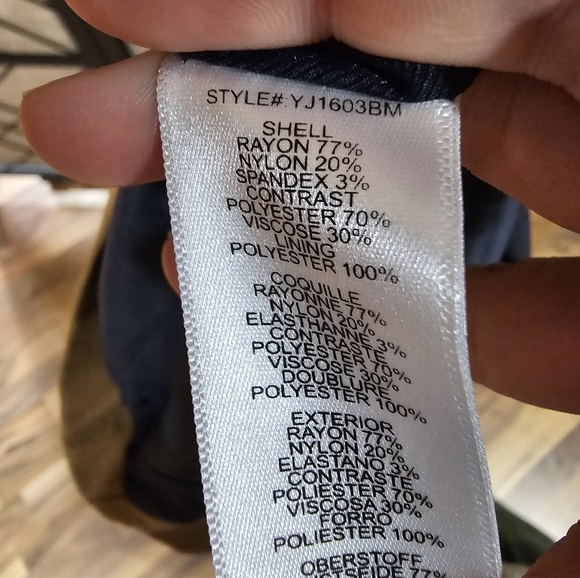 STYLE#:YJ1603BM
SHELL
RAYON 77%
NYLON 20%
SPANDEX 3%
CONTRAST
POLYESTER 70%
VISCOSE 30%
LINING
POLYESTER 100%
COQUILLE
RAYONNE 77%
NYLON 20%
ELASTHANNE 3%
CONTRASTE
POLYESTER 70%
VISCOSE 30%
DOUBLURE
POLYESTER 100%
EXTERIOR
RAYON 77%
NYLON 20%
ELASTANO 3%
CONTRASTE
POLIESTER 70%
VISCOSA 30%
FORRO
POLIESTER 100%
OBERSTOFF
77%